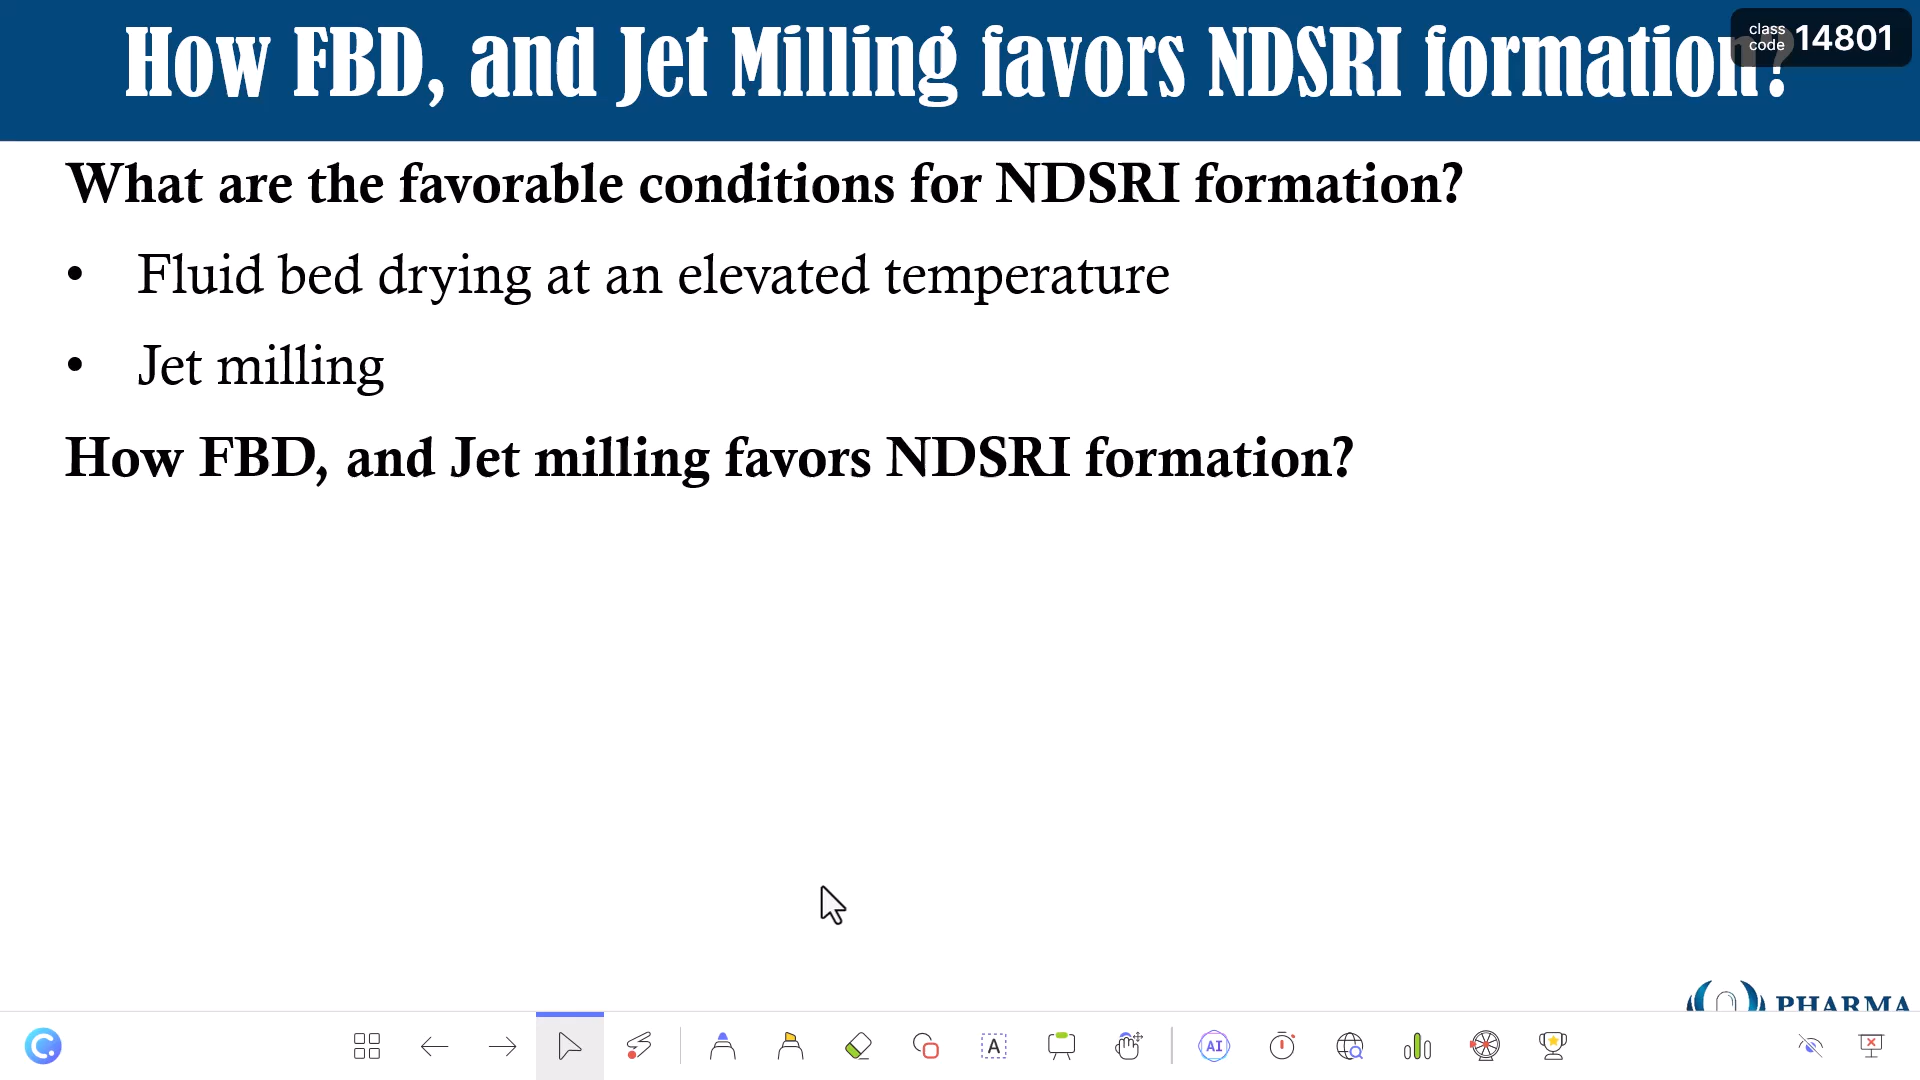 How FBD, and Jet Milling favors NDSRI formation?
class code 14801
What are the favorable conditions for NDSRI formation?
• Fluid bed drying at an elevated temperature
• Jet milling
How FBD, and Jet milling favors NDSRI formation?
PHARMA
A
AI